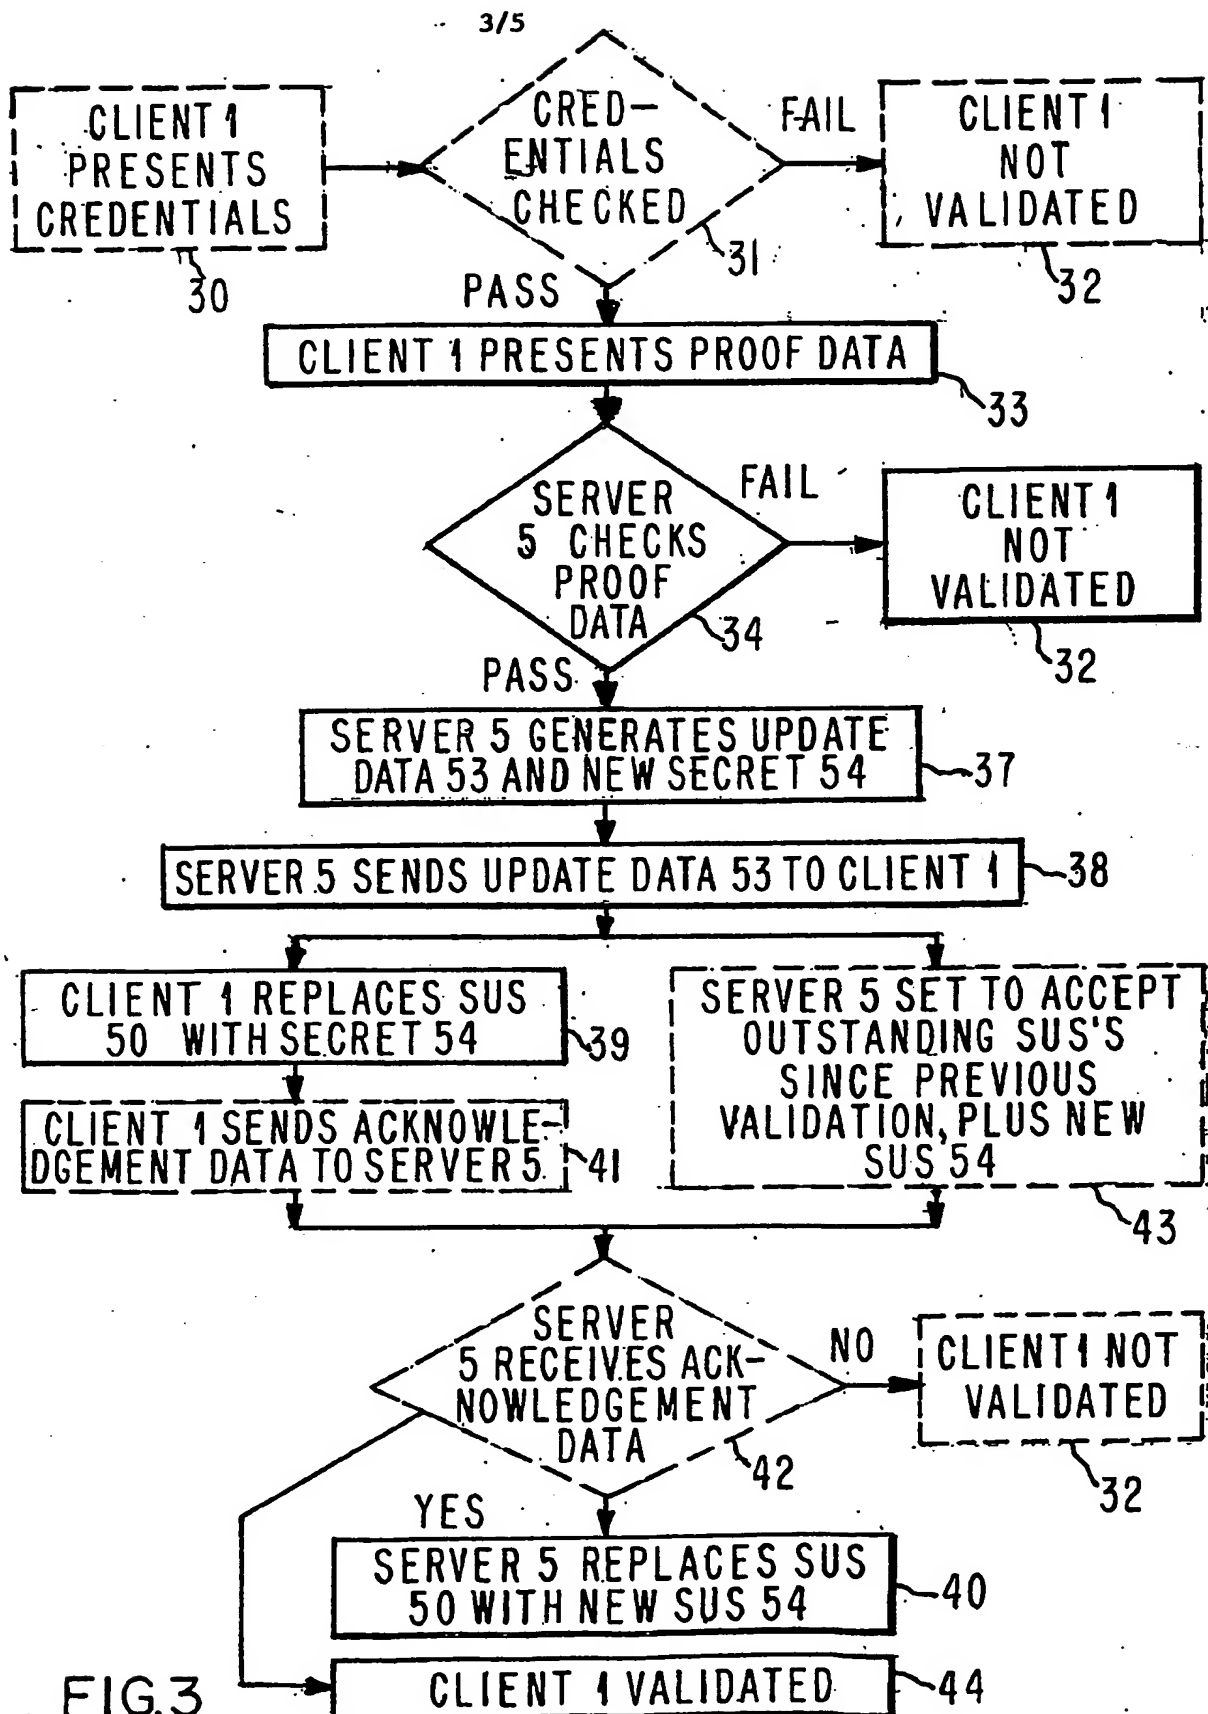 3/5
CLIENT 1
PRESENTS
CREDENTIALS
30
CRED-
ENTIALS
CHECKED
31
FAIL
CLIENT 1
NOT
VALIDATED
32
PASS
CLIENT 1 PRESENTS PROOF DATA
33
SERVER
5 CHECKS
PROOF
DATA
34
FAIL
CLIENT 1
NOT
VALIDATED
32
PASS
SERVER 5 GENERATES UPDATE
DATA 53 AND NEW SECRET 54
37
SERVER 5 SENDS UPDATE DATA 53 TO CLIENT 1
38
CLIENT 1 REPLACES SUS
50 WITH SECRET 54
39
CLIENT 1 SENDS ACKNOWLE-
DGEMENT DATA TO SERVER 5
41
SERVER 5 SET TO ACCEPT
OUTSTANDING SUS'S
SINCE PREVIOUS
VALIDATION, PLUS NEW
SUS 54
43
SERVER
5 RECEIVES ACK-
NOWLEDGEMENT
DATA
42
NO
CLIENT 1 NOT
VALIDATED
32
YES
SERVER 5 REPLACES SUS
50 WITH NEW SUS 54
40
CLIENT 1 VALIDATED
44
FIG.3